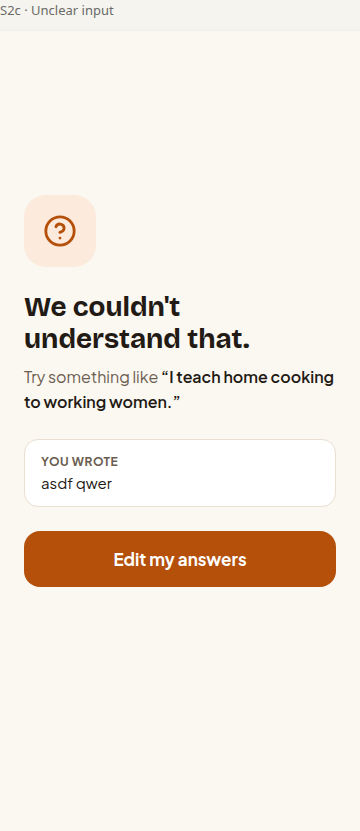 S2c · Unclear input
We couldn't
understand that.
Try something like “I teach home cooking
to working women.”
YOU WROTE
asdf qwer
Edit my answers